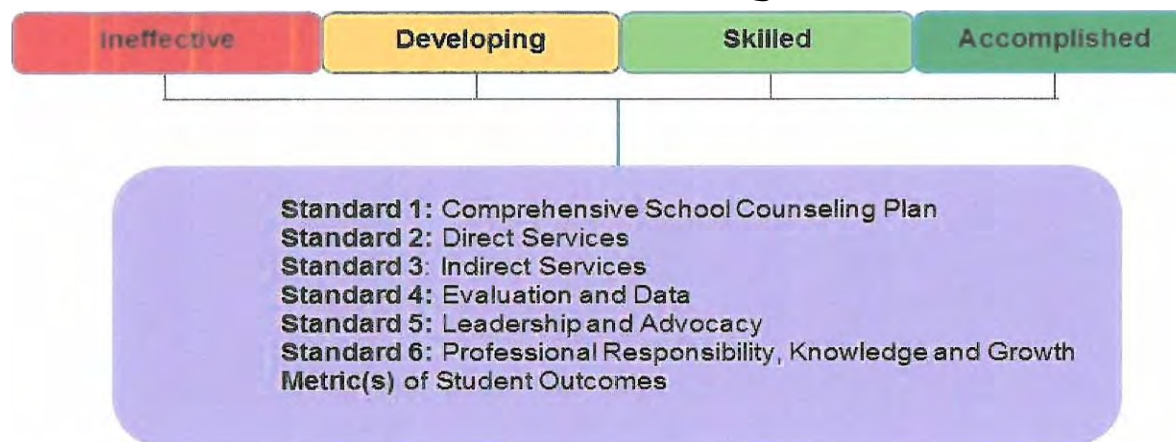 Ineffective
Developing
Skilled
Accomplished
Standard 1: Comprehensive School Counseling Plan
Standard 2: Direct Services
Standard 3: Indirect Services
Standard 4: Evaluation and Data
Standard 5: Leadership and Advocacy
Standard 6: Professional Responsibility, Knowledge and Growth
Metric(s) of Student Outcomes